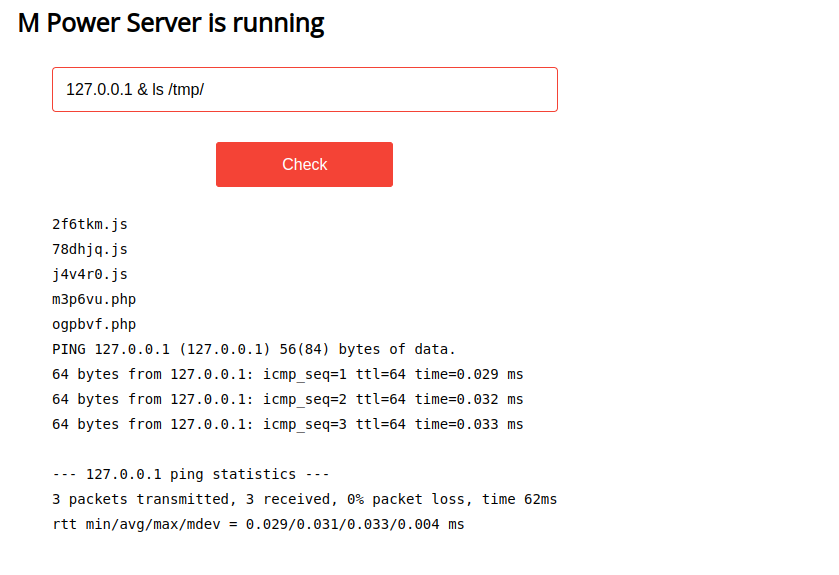 M Power Server is running
127.0.0.1 & ls /tmp/
Check
2f6tkm.js
78dhjq.js
j4v4r0.js
m3p6vu.php
ogpbvf.php
PING 127.0.0.1 (127.0.0.1) 56(84) bytes of data.
64 bytes from 127.0.0.1: icmp_seq=1 ttl=64 time=0.029 ms
64 bytes from 127.0.0.1: icmp_seq=2 ttl=64 time=0.032 ms
64 bytes from 127.0.0.1: icmp_seq=3 ttl=64 time=0.033 ms
--- 127.0.0.1 ping statistics ---
3 packets transmitted, 3 received, 0% packet loss, time 62ms
rtt min/avg/max/mdev = 0.029/0.031/0.033/0.004 ms